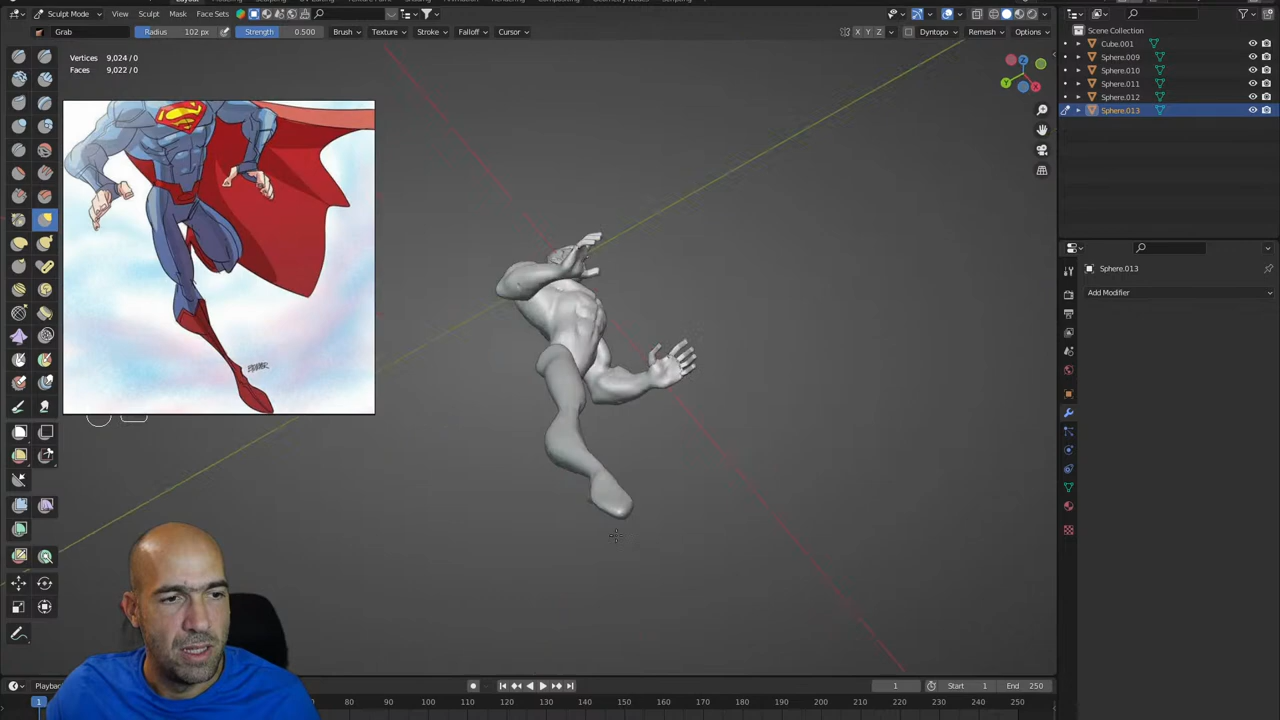 Sculpt Mode View Sculpt Mask Face Sets
Grab Radius 102 px Strength 0.500 Brush Texture Stroke Falloff Cursor X Y Z Dyntopo Remesh Options
Vertices 9,024 / 0
Faces 9,022 / 0
S
Z
Y
X
Scene Collection
Cube.001
Sphere.009
Sphere.010
Sphere.011
Sphere.012
Sphere.013
Sphere.013
Add Modifier
Playback
1 Start 1 End 250
1 80 90 100 110 120 130 140 150 160 170 180 190 200 210 220 230 240 250